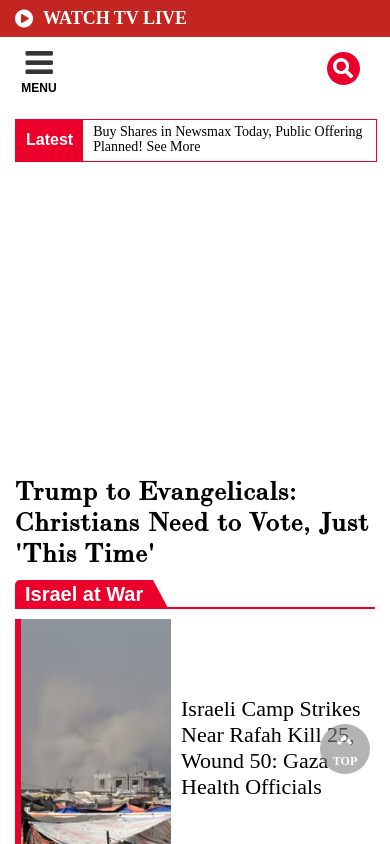 WATCH TV LIVE
MENU
Latest
Buy Shares in Newsmax Today, Public Offering
Planned! See More
Trump to Evangelicals:
Christians Need to Vote, Just
'This Time'
Israel at War
Israeli Camp Strikes
Near Rafah Kill 25,
Wound 50: Gaza
Health Officials
TOP